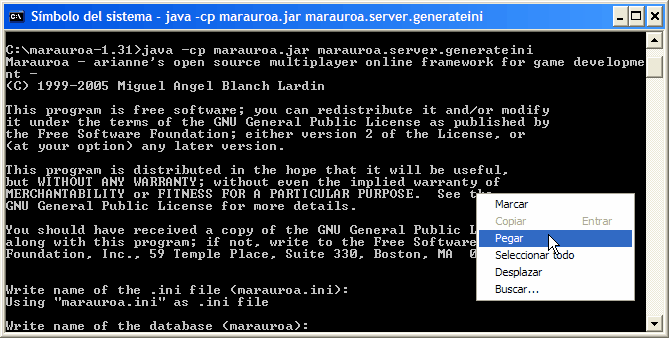 Símbolo del sistema - java -cp marauroa.jar marauroa.server.generateini
C:\marauroa-1.31>java -cp marauroa.jar marauroa.server.generateini
Marauroa - arianne's open source multiplayer online framework for game developme
nt -
(C) 1999-2005 Miguel Angel Blanch Lardin
This program is free software; you can redistribute it and/or modify
it under the terms of the GNU General Public License as published by
the Free Software Foundation; either version 2 of the License, or
(at your option) any later version.
This program is distributed in the hope that it will be useful,
but WITHOUT ANY WARRANTY; without even the implied warranty of
MERCHANTABILITY or FITNESS FOR A PARTICULAR PURPOSE.  See the
GNU General Public License for more details.
You should have received a copy of the GNU General Public L
along with this program; if not, write to the Free Software
Foundation, Inc., 59 Temple Place, Suite 330, Boston, MA  0
Marcar
Copiar Entrar
Pegar
Seleccionar todo
Desplazar
Buscar...
Write name of the .ini file (marauroa.ini):
Using "marauroa.ini" as .ini file
Write name of the database (marauroa):